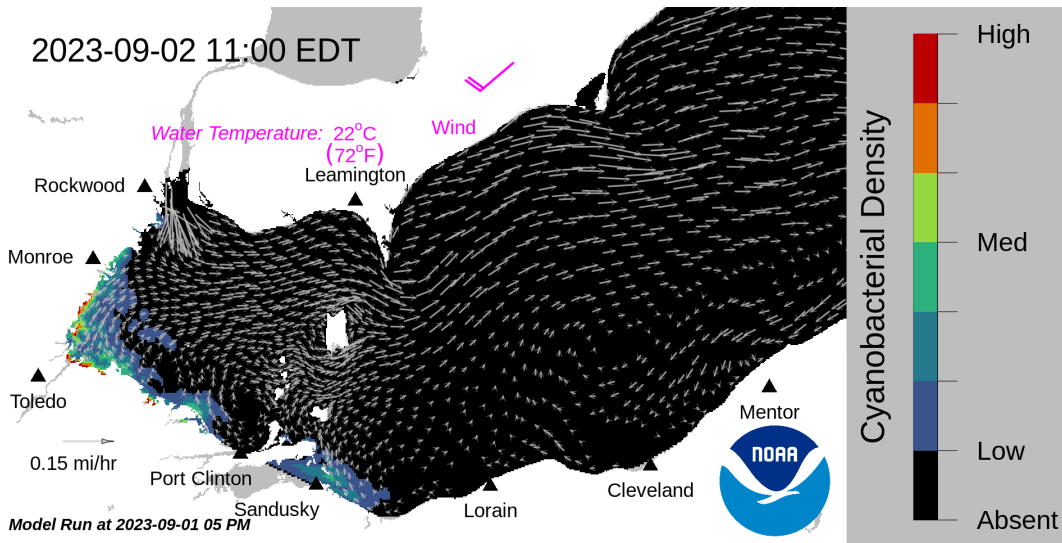 2023-09-02 11:00 EDT
High
Water Temperature: 22°C
(72°F)
Wind
Leamington
Rockwood
Monroe
Cyanobacterial Density
Med
Toledo
Mentor
0.15 mi/hr
NOAA
Low
Port Clinton
Cleveland
Sandusky
Lorain
Model Run at 2023-09-01 05 PM
Absent